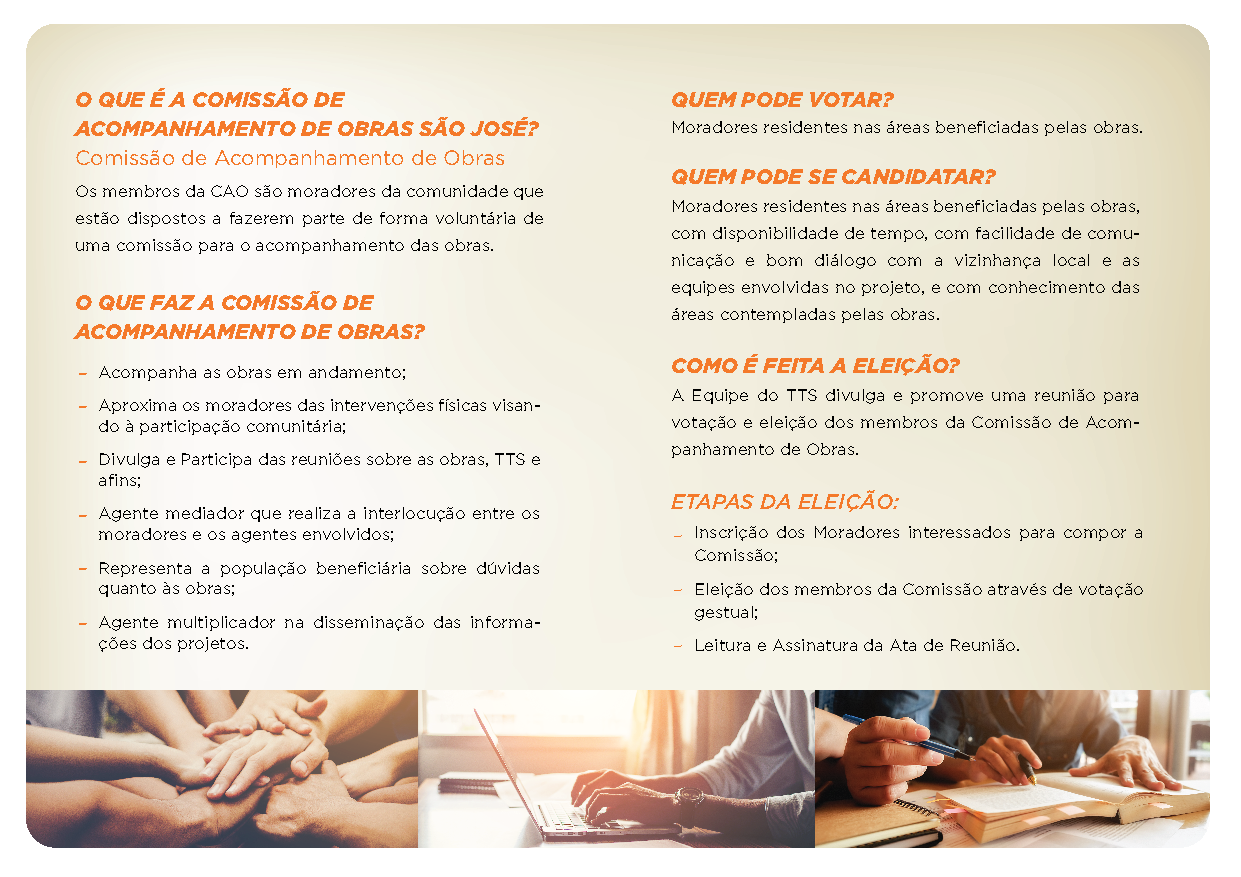 O QUE É A COMISSÃO DE
ACOMPANHAMENTO DE OBRAS SÃO JOSÉ?
Comissão de Acompanhamento de Obras
Os membros da CAO são moradores da comunidade que
estão dispostos a fazerem parte de forma voluntária de
uma comissão para o acompanhamento das obras.
O QUE FAZ A COMISSÃO DE
ACOMPANHAMENTO DE OBRAS?
– Acompanha as obras em andamento;
– Aproxima os moradores das intervenções físicas visan-
do à participação comunitária;
– Divulga e Participa das reuniões sobre as obras, TTS e
afins;
– Agente mediador que realiza a interlocução entre os
moradores e os agentes envolvidos;
– Representa a população beneficiária sobre dúvidas
quanto às obras;
– Agente multiplicador na disseminação das informa-
ções dos projetos.
QUEM PODE VOTAR?
Moradores residentes nas áreas beneficiadas pelas obras.
QUEM PODE SE CANDIDATAR?
Moradores residentes nas áreas beneficiadas pelas obras,
com disponibilidade de tempo, com facilidade de comu-
nicação e bom diálogo com a vizinhança local e as
equipes envolvidas no projeto, e com conhecimento das
áreas contempladas pelas obras.
COMO É FEITA A ELEIÇÃO?
A Equipe do TTS divulga e promove uma reunião para
votação e eleição dos membros da Comissão de Acom-
panhamento de Obras.
ETAPAS DA ELEIÇÃO:
– Inscrição dos Moradores interessados para compor a
Comissão;
– Eleição dos membros da Comissão através de votação
gestual;
– Leitura e Assinatura da Ata de Reunião.